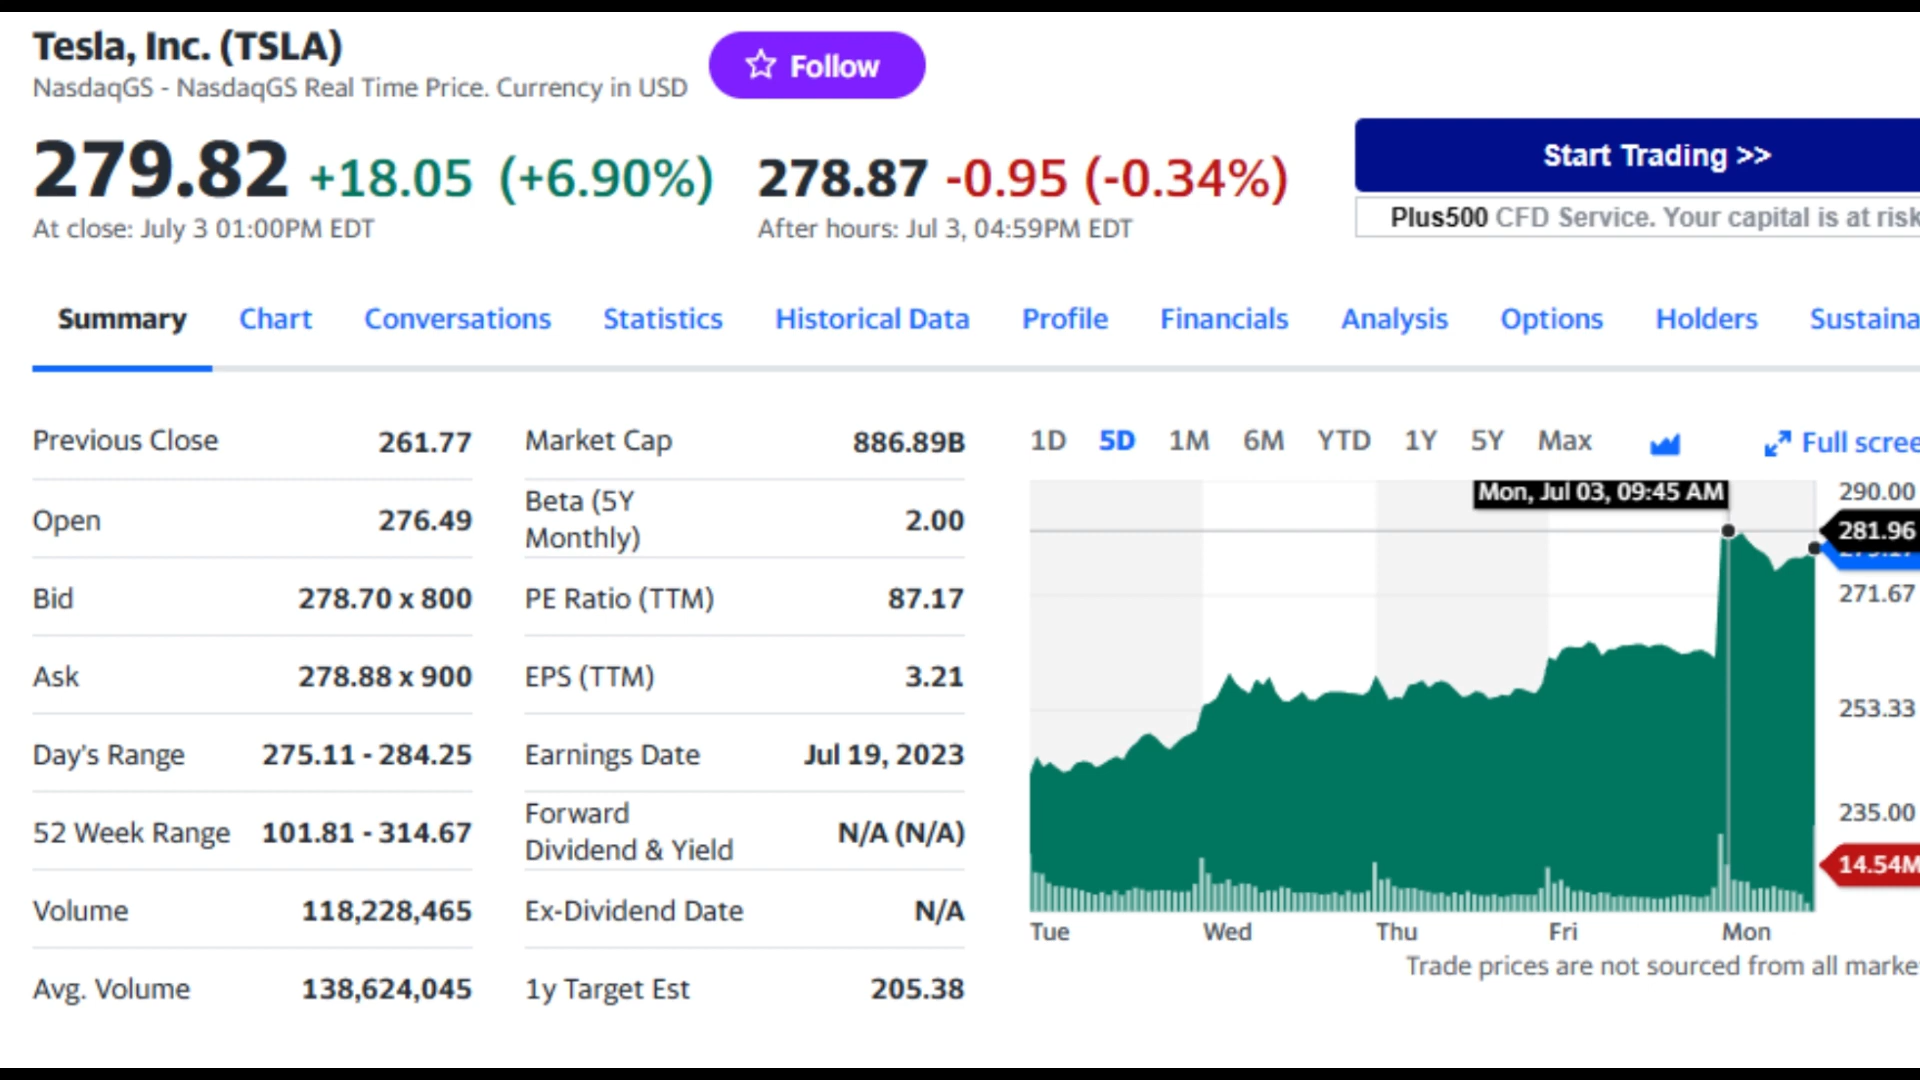 Tesla, Inc. (TSLA)
NasdaqGS - NasdaqGS Real Time Price. Currency in USD
Follow
279.82 +18.05 (+6.90%)
At close: July 3 01:00PM EDT
278.87 -0.95 (-0.34%)
After hours: Jul 3, 04:59PM EDT
Start Trading >>
Plus500 CFD Service. Your capital is at risk
Summary Chart Conversations Statistics Historical Data Profile Financials Analysis Options Holders Sustaina
Previous Close 261.77
Open 276.49
Bid 278.70 x 800
Ask 278.88 x 900
Day's Range 275.11 - 284.25
52 Week Range 101.81 - 314.67
Volume 118,228,465
Avg. Volume 138,624,045
Market Cap 886.89B
Beta (5Y
Monthly) 2.00
PE Ratio (TTM) 87.17
EPS (TTM) 3.21
Earnings Date Jul 19, 2023
Forward
Dividend & Yield N/A (N/A)
Ex-Dividend Date N/A
1y Target Est 205.38
1D 5D 1M 6M YTD 1Y 5Y Max Full scree
Mon, Jul 03, 09:45 AM
290.00
281.96
271.67
253.33
235.00
14.54M
Tue Wed Thu Fri Mon
Trade prices are not sourced from all marke